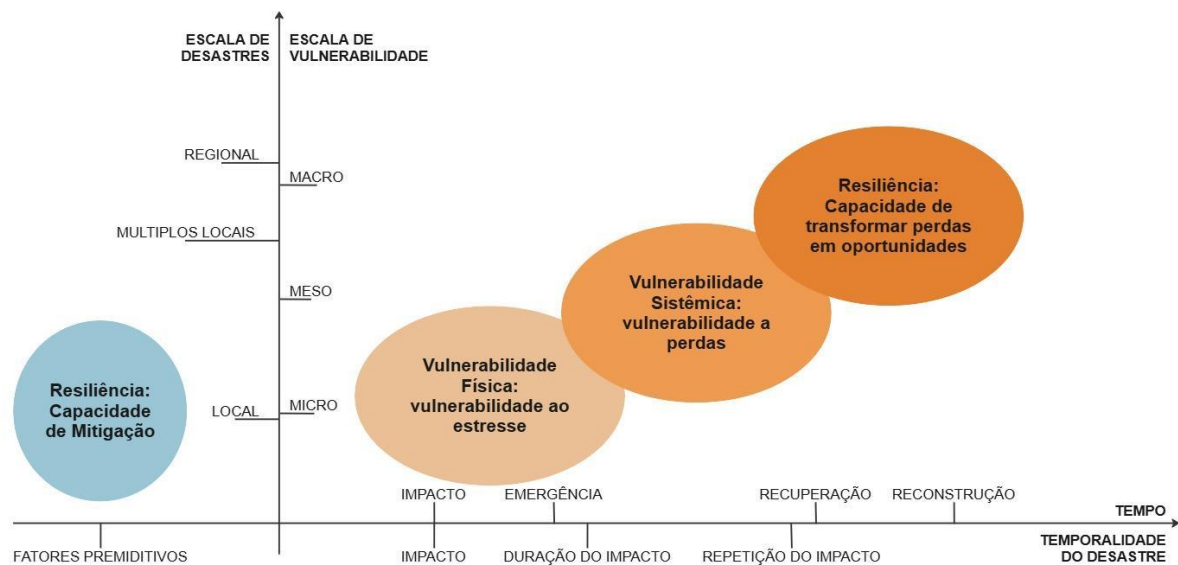 ESCALA DE
DESASTRES
ESCALA DE
VULNERABILIDADE
REGIONAL
MACRO
MULTIPLOS LOCAIS
MESO
LOCAL
MICRO
Resiliência:
Capacidade
de Mitigação
Vulnerabilidade
Física:
vulnerabilidade ao
estresse
Vulnerabilidade
Sistêmica:
vulnerabilidade a
perdas
Resiliência:
Capacidade de
transformar perdas
em oportunidades
IMPACTO
EMERGÊNCIA
RECUPERAÇÃO
RECONSTRUÇÃO
TEMPO
FATORES PREMIDITIVOS
IMPACTO
DURAÇÃO DO IMPACTO
REPETIÇÃO DO IMPACTO
TEMPORALIDADE
DO DESASTRE